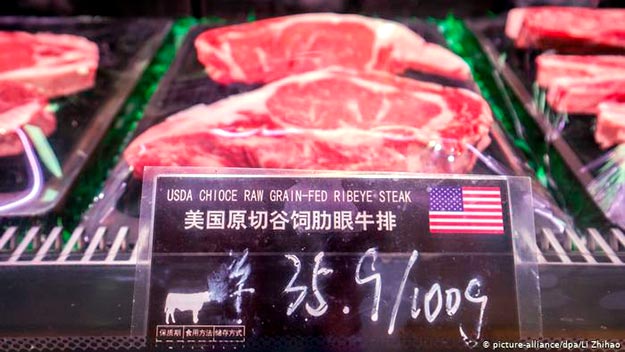 USDA CHIOCE RAW GRAIN-FED RIBEYE STEAK
美国原切谷饲肋眼牛排
¥ 35.9/100g
保质期 食用方法 储存方式
© picture-alliance/dpa/LI Zhihao